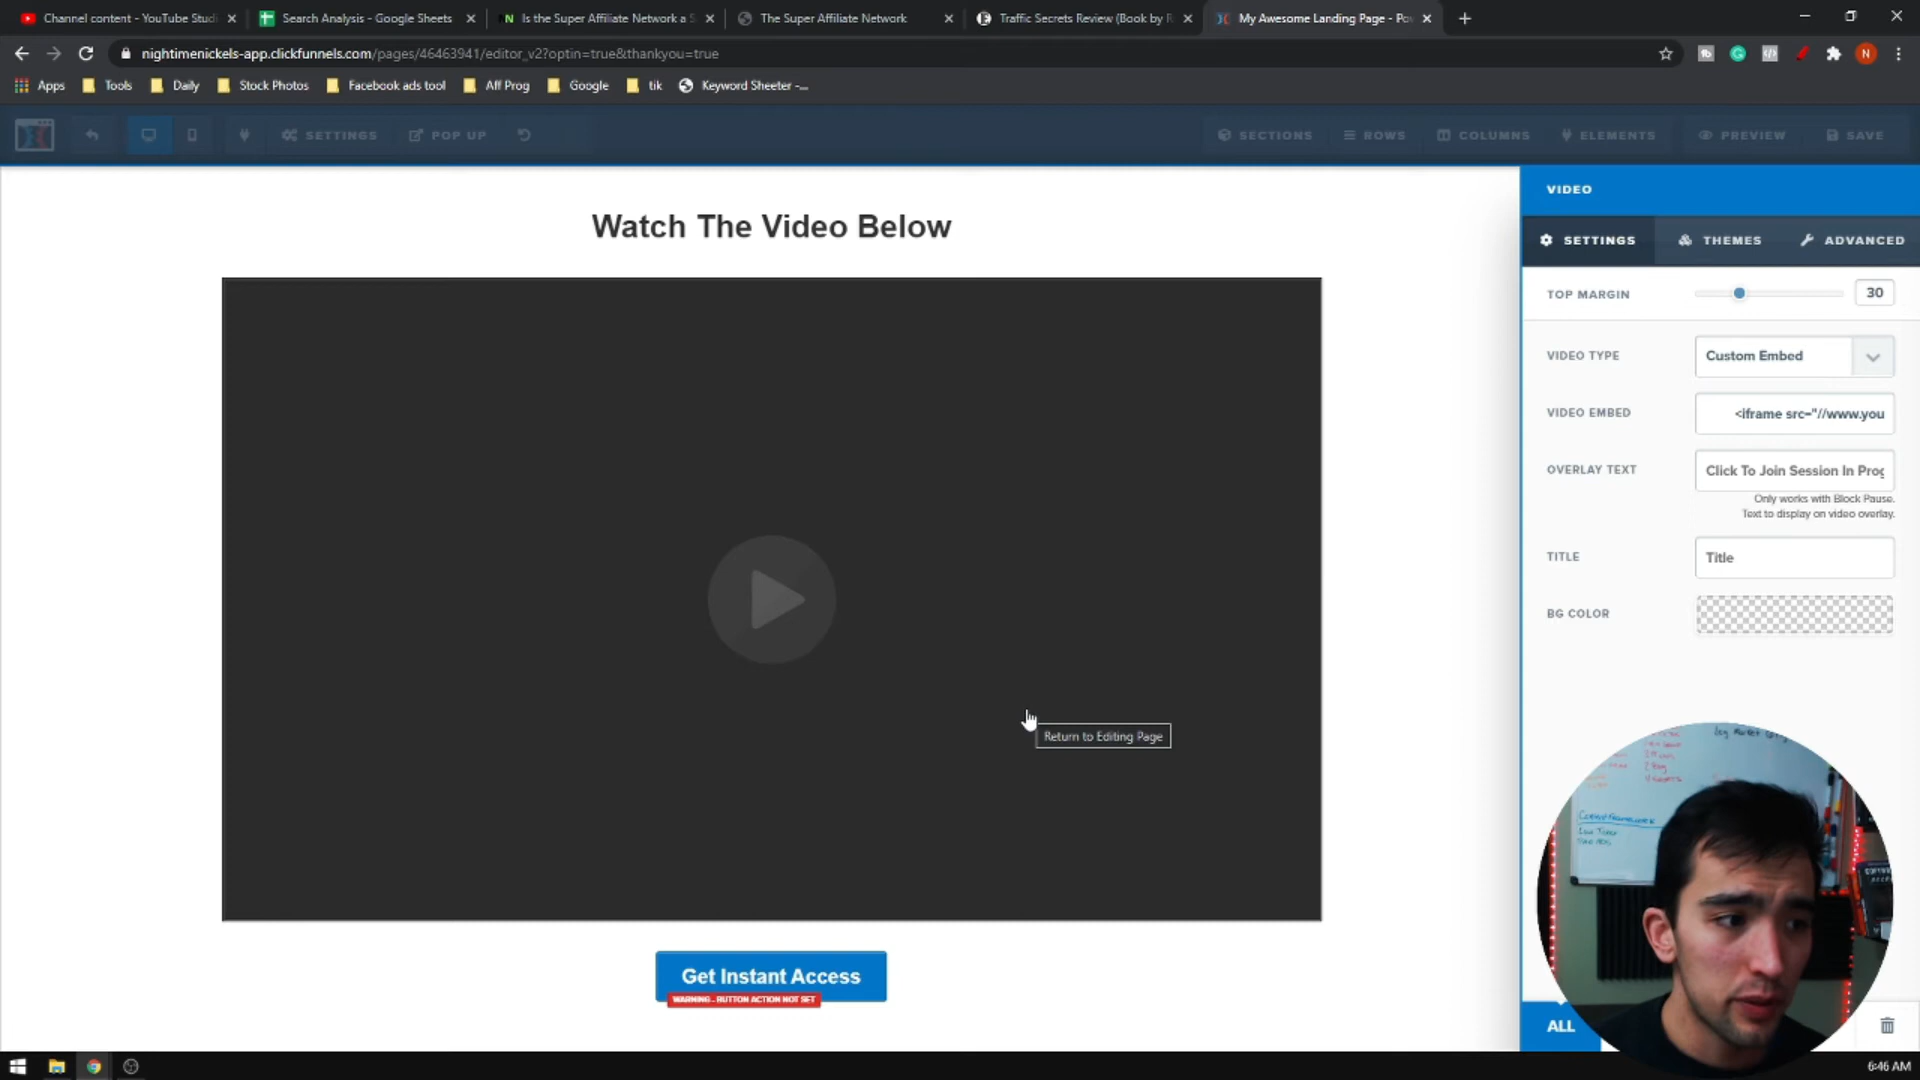 Channel content - YouTube Studi
Search Analysis - Google Sheets
Is the Super Affiliate Network a S
The Super Affiliate Network
Traffic Secrets Review (Book by R
My Awesome Landing Page - Po
nightimenickels-app.clickfunnels.com/pages/46463941/editor_v2?optin=true&thankyou=true
N
Apps
Tools
Daily
Stock Photos
Facebook ads tool
Aff Prog
Google
tik
Keyword Sheeter -...
SETTINGS
POP UP
SECTIONS
ROWS
COLUMNS
ELEMENTS
PREVIEW
SAVE
Watch The Video Below
Return to Editing Page
Get Instant Access
WARNING - BUTTON ACTION NOT SET
VIDEO
SETTINGS
THEMES
ADVANCED
TOP MARGIN
30
VIDEO TYPE
Custom Embed
VIDEO EMBED
<iframe src="//www.you
OVERLAY TEXT
Click To Join Session In Prog
Only works with Block Pause.
Text to display on video overlay.
TITLE
Title
BG COLOR
ALL
6:46 AM